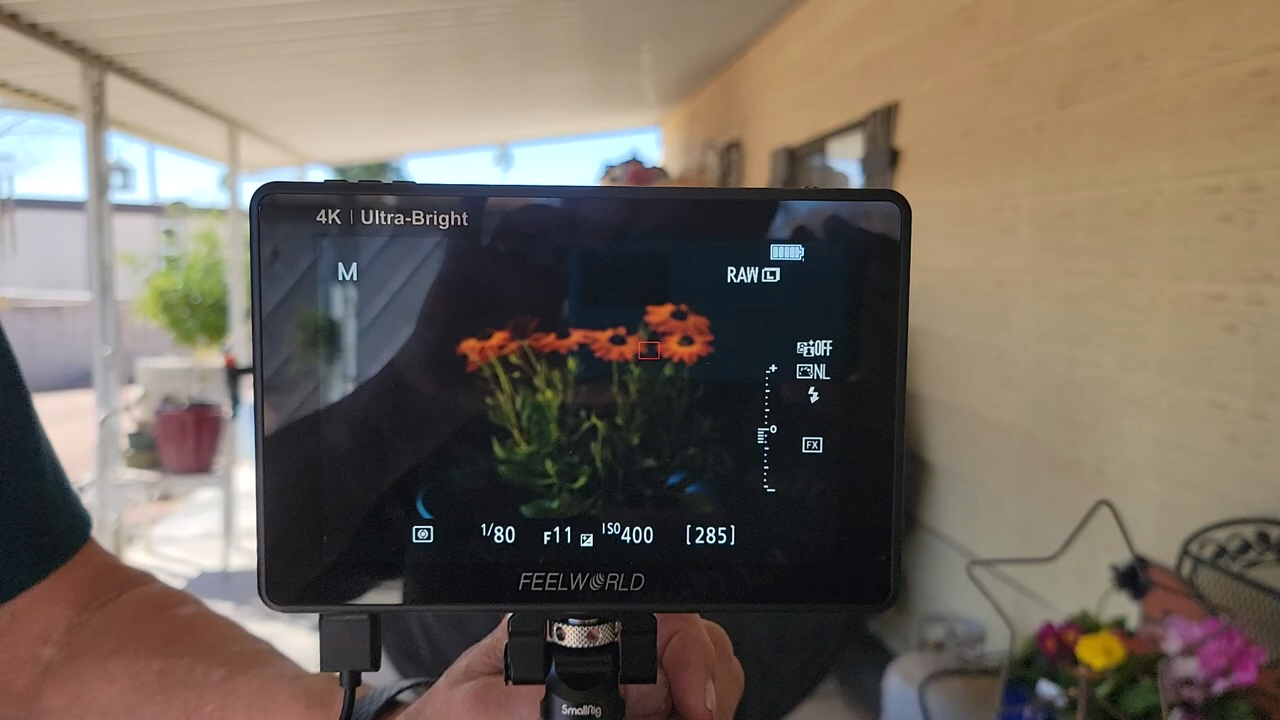 4K | Ultra-Bright
M
RAW L
OFF
NL
FX
1/80 F11 ISO400 [285]
FEELWORLD
SmallRig